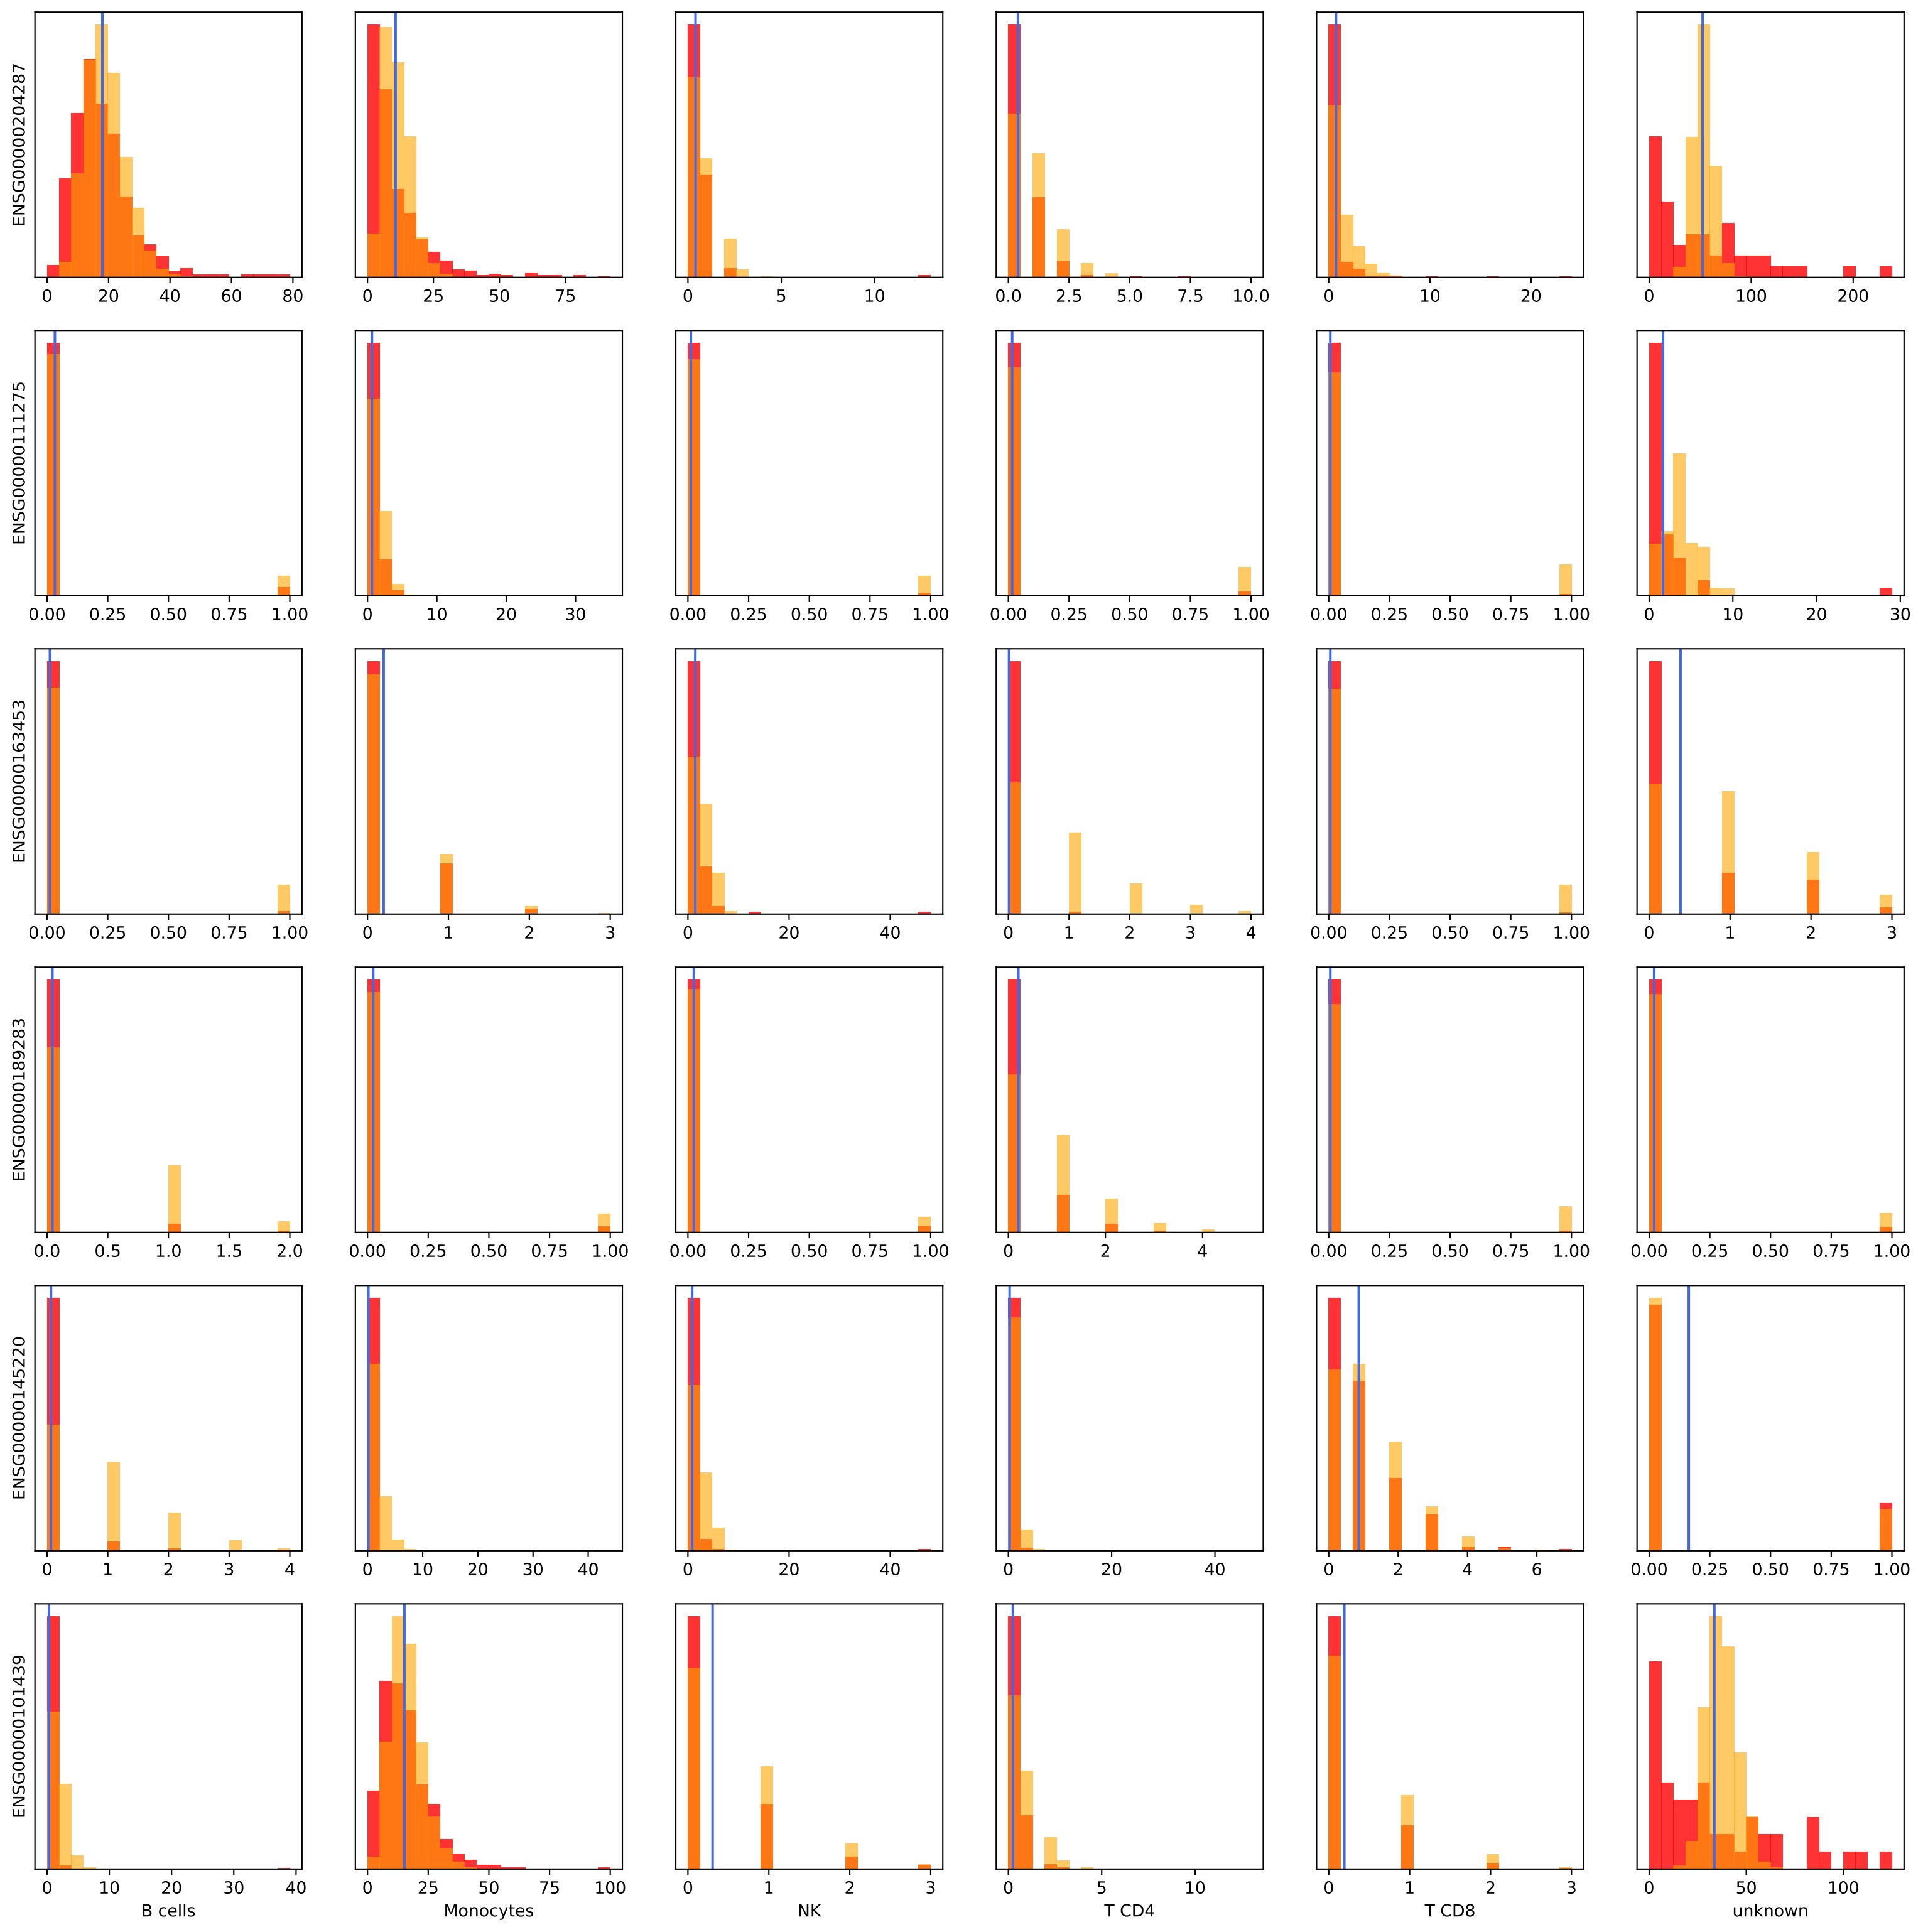 ENSG00000204287
0 20 40 60 80
0 25 50 75
0 5 10
0.0 2.5 5.0 7.5 10.0
0 10 20
0 100 200
ENSG00000111275
0.00 0.25 0.50 0.75 1.00
0 10 20 30
0.00 0.25 0.50 0.75 1.00
0.00 0.25 0.50 0.75 1.00
0.00 0.25 0.50 0.75 1.00
0 10 20 30
ENSG00000163453
0.00 0.25 0.50 0.75 1.00
0 1 2 3
0 20 40
0 1 2 3 4
0.00 0.25 0.50 0.75 1.00
0 1 2 3
ENSG00000189283
0.0 0.5 1.0 1.5 2.0
0.00 0.25 0.50 0.75 1.00
0.00 0.25 0.50 0.75 1.00
0 2 4
0.00 0.25 0.50 0.75 1.00
0.00 0.25 0.50 0.75 1.00
ENSG00000145220
0 1 2 3 4
0 10 20 30 40
0 20 40
0 20 40
0 2 4 6
0.00 0.25 0.50 0.75 1.00
ENSG00000101439
0 10 20 30 40
0 25 50 75 100
0 1 2 3
0 5 10
0 1 2 3
0 50 100
B cells
Monocytes
NK
T CD4
T CD8
unknown